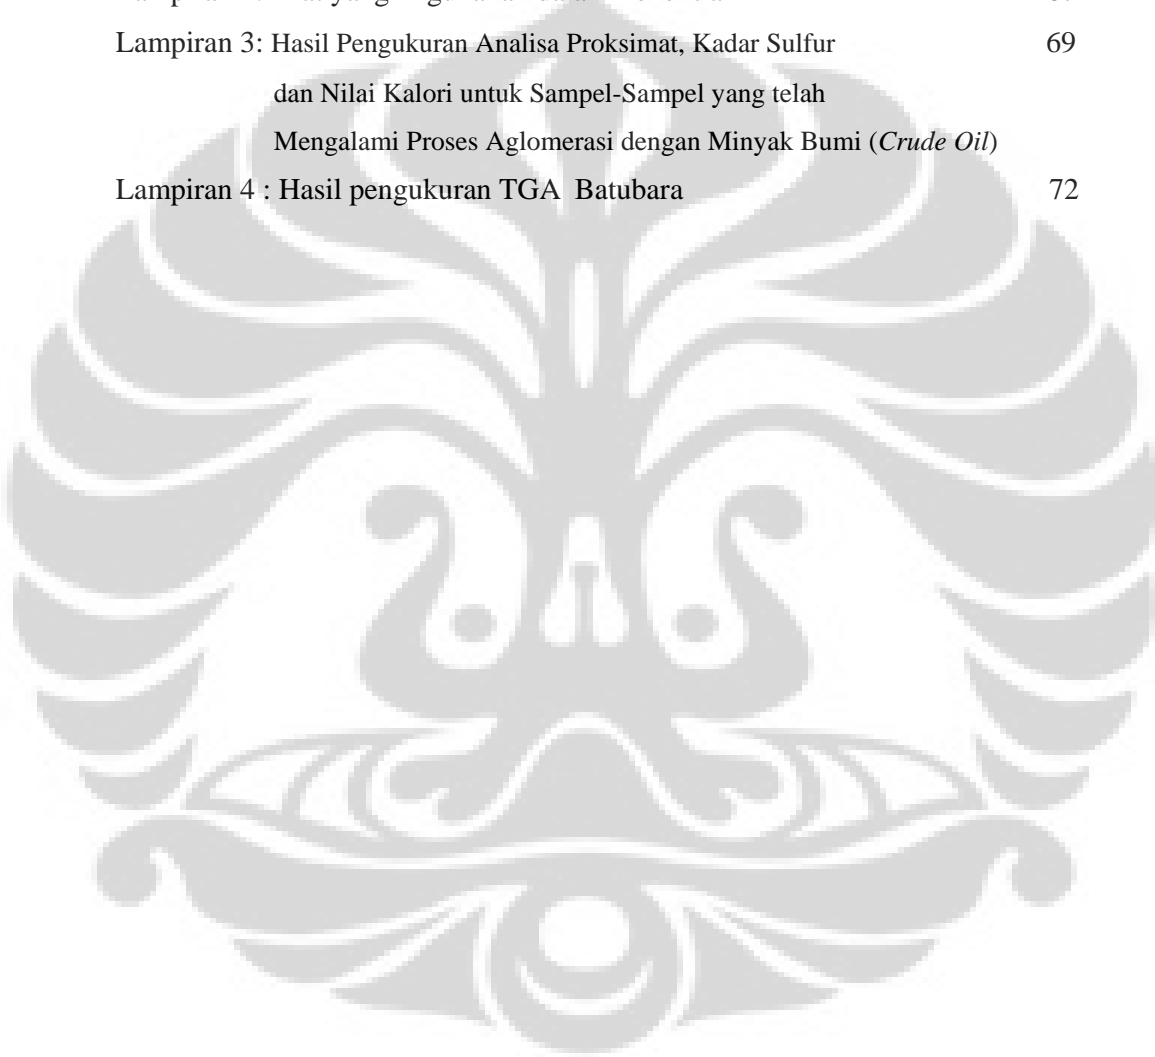 Lampiran 3: Hasil Pengukuran Analisa Proksimat, Kadar Sulfur 69
dan Nilai Kalori untuk Sampel-Sampel yang telah
Mengalami Proses Aglomerasi dengan Minyak Bumi (Crude Oil)
Lampiran 4 : Hasil pengukuran TGA Batubara 72